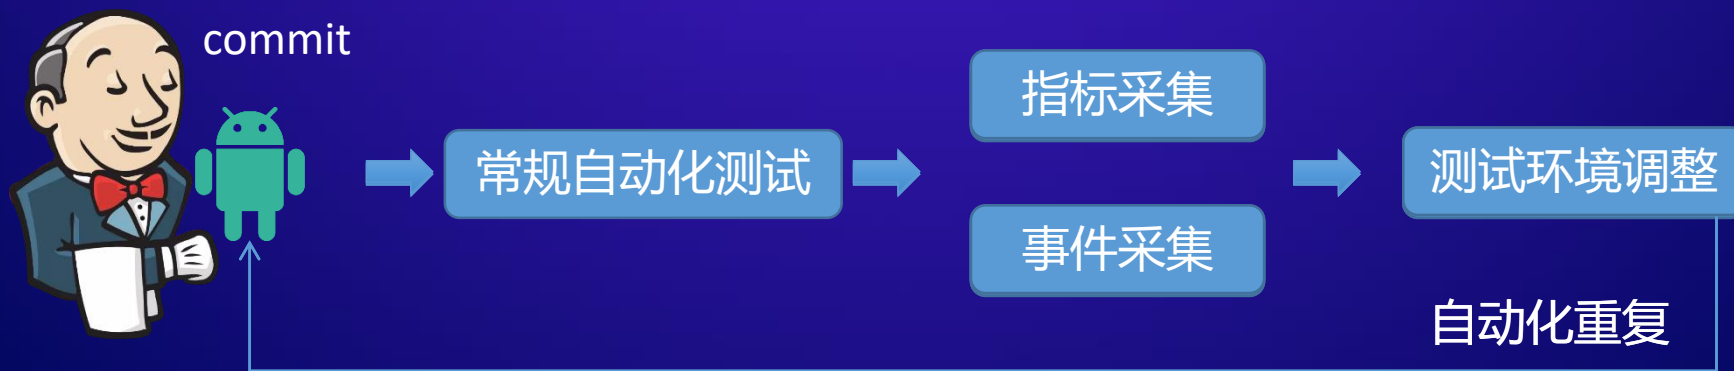 commit
常规自动化测试
指标采集
事件采集
测试环境调整
自动化重复